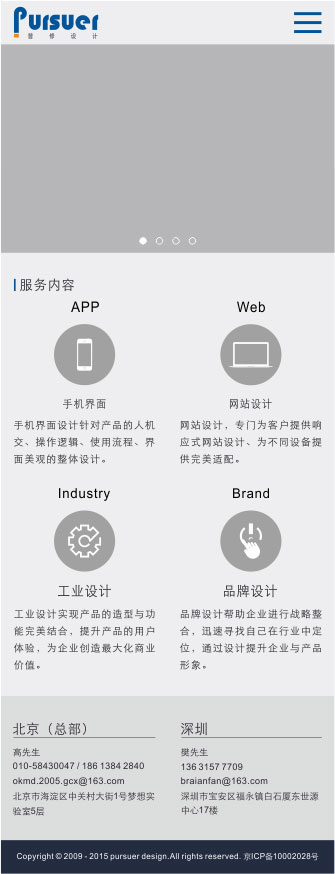 Pursuer
普修设计
服务内容
APP
Web
手机界面
网站设计
手机界面设计针对产品的人机
交、操作逻辑、使用流程、界
面美观的整体设计。
网站设计，专门为客户提供响
应式网站设计、为不同设备提
供完美适配。
Industry
Brand
工业设计
品牌设计
工业设计实现产品的造型与功
能完美结合，提升产品的用户
体验，为企业创造最大化商业
价值。
品牌设计帮助企业进行战略整
合，迅速寻找自己在行业中定
位，通过设计提升企业与产品
形象。
北京（总部）
高先生
010-58430047 / 186 1384 2840
okmd.2005.gcx@163.com
北京市海淀区中关村大街1号梦想实
验室5层
深圳
樊先生
136 3157 7709
braianfan@163.com
深圳市宝安区福永镇白石厦东世源
中心17楼
Copyright © 2009 - 2015 pursuer design.All rights reserved. 京ICP备10002028号